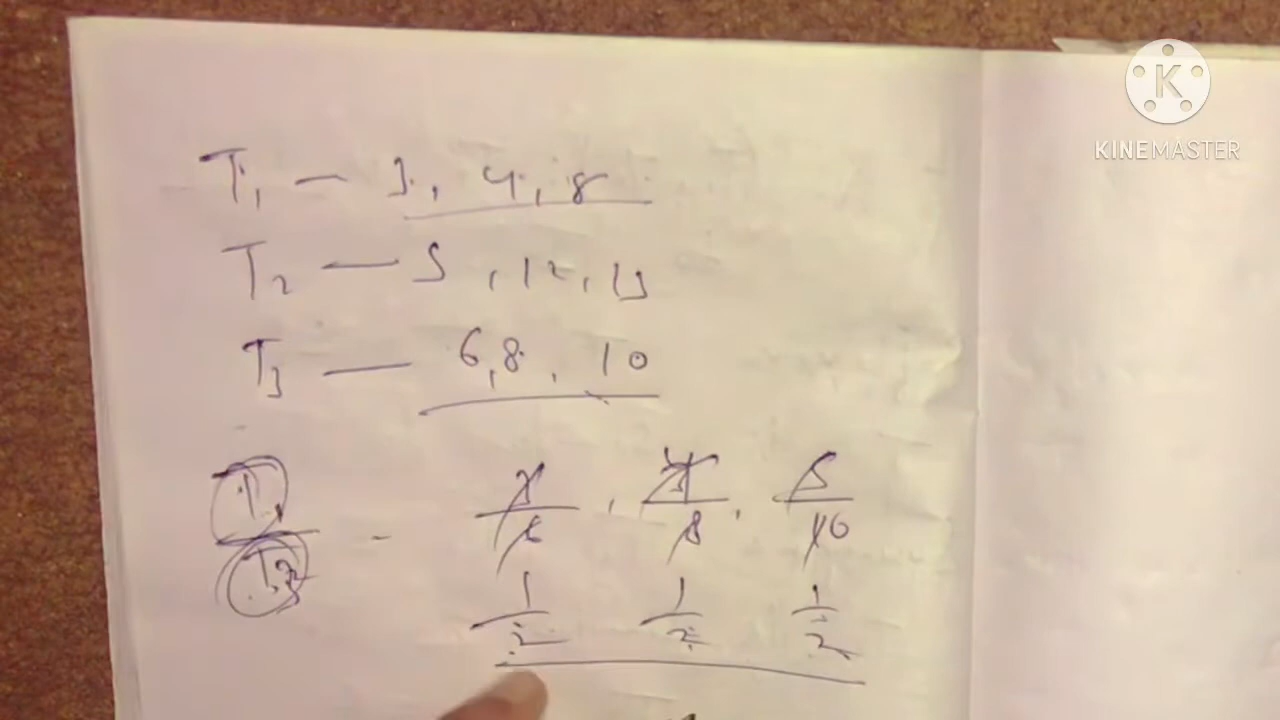 KINEMASTER
T1 — 3, 4, 8
T2 — 5, 12, 13
T3 — 6, 8, 10
T1/T3 - 3/6, 4/8, 5/10
1/2 1/2 1/2